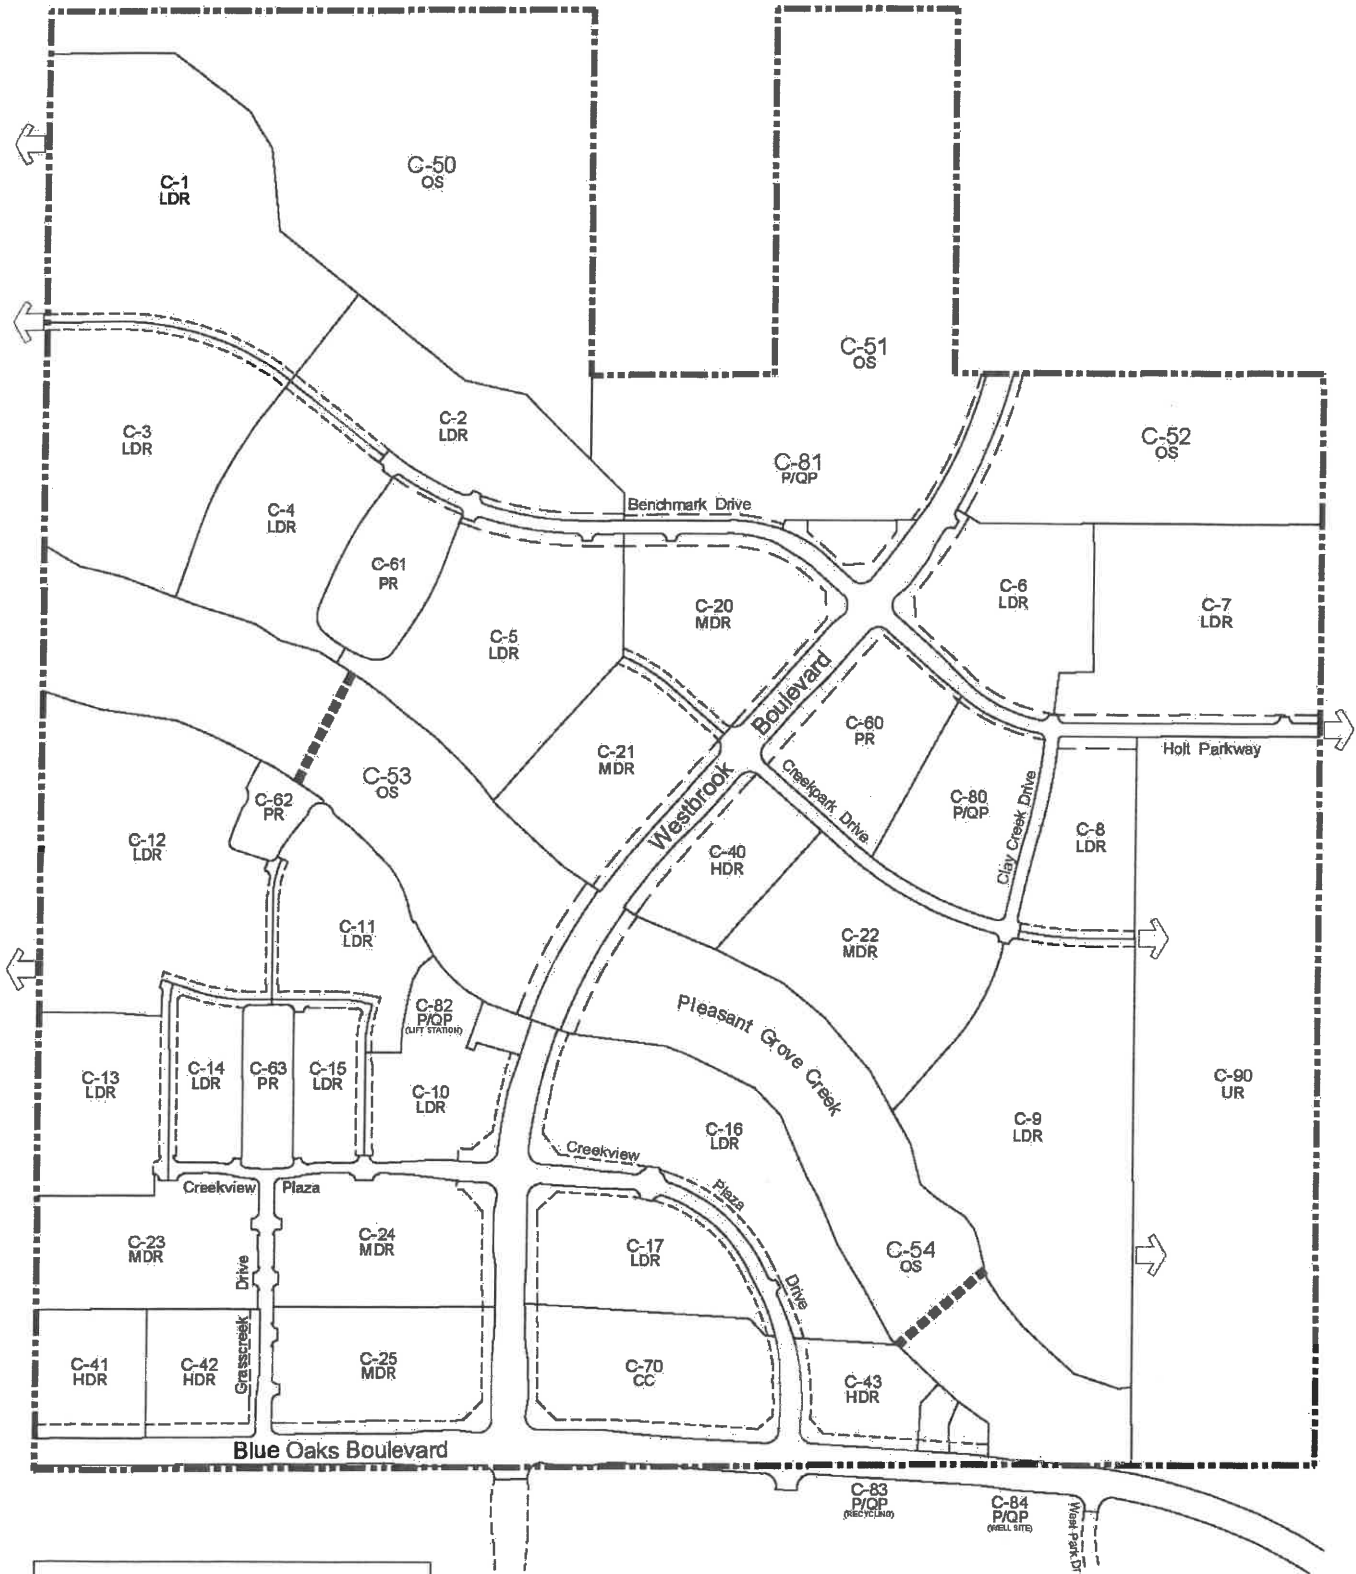 C-50
OS
C-1
LDR
C-51
OS
C-2
LDR
C-3
LDR
C-52
OS
C-81
P/QP
Benchmark Drive
C-4
LDR
C-61
PR
C-6
LDR
C-7
LDR
C-20
MDR
C-5
LDR
Westbrook Boulevard
C-60
PR
Holt Parkway
C-21
MDR
C-53
OS
C-62
PR
Creekpark Drive
C-80
P/QP
Clay Creek Drive
C-8
LDR
C-12
LDR
C-40
HDR
C-11
LDR
C-22
MDR
C-82
P/QP
(LIFT STATION)
Pleasant Grove Creek
C-13
LDR
C-14
LDR
C-63
PR
C-15
LDR
C-10
LDR
C-90
UR
C-9
LDR
C-16
LDR
Creekview Plaza Drive
Creekview Plaza
C-23
MDR
C-24
MDR
C-17
LDR
C-54
OS
Grasscreek Drive
C-41
HDR
C-42
HDR
C-25
MDR
C-70
CC
C-43
HDR
Blue Oaks Boulevard
C-83
P/QP
(RECYCLING)
C-84
P/QP
(WELL SITE)
West Park Dr